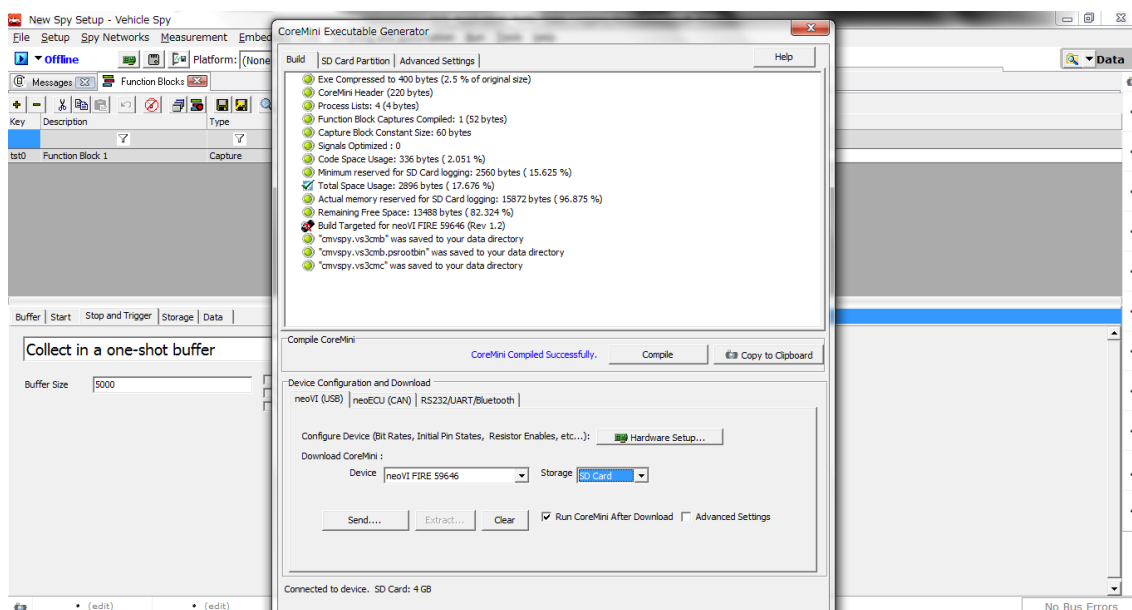 New Spy Setup - Vehicle Spy
File Setup Spy Networks Measurement Embed
Offline Platform: (None
Data
Messages Function Blocks
Key Description Type
tst0 Function Block 1 Capture
Buffer Start Stop and Trigger Storage Data
Collect in a one-shot buffer
Buffer Size 5000
(edit) (edit)
CoreMini Executable Generator
Build SD Card Partition Advanced Settings Help
Exe Compressed to 400 bytes (2.5 % of original size)
CoreMini Header (220 bytes)
Process Lists: 4 (4 bytes)
Function Block Captures Compiled: 1 (52 bytes)
Capture Block Constant Size: 60 bytes
Signals Optimized : 0
Code Space Usage: 336 bytes ( 2.051 %)
Minimum reserved for SD Card logging: 2560 bytes ( 15.625 %)
Total Space Usage: 2896 bytes ( 17.676 %)
Actual memory reserved for SD Card logging: 15872 bytes ( 96.875 %)
Remaining Free Space: 13488 bytes ( 82.324 %)
Build Targeted for neoVI FIRE 59646 (Rev 1.2)
"cmvspy.vs3cmb" was saved to your data directory
"cmvspy.vs3cmb.psrootbin" was saved to your data directory
"cmvspy.vs3cmc" was saved to your data directory
Compile CoreMini
CoreMini Compiled Successfully. Compile Copy to Clipboard
Device Configuration and Download
neoVI (USB) neoECU (CAN) RS232/UART/Bluetooth
Configure Device (Bit Rates, Initial Pin States, Resistor Enables, etc...): Hardware Setup...
Download CoreMini :
Device neoVI FIRE 59646 Storage SD Card
Send.... Extract... Clear Run CoreMini After Download Advanced Settings
Connected to device. SD Card: 4 GB
No Bus Errors